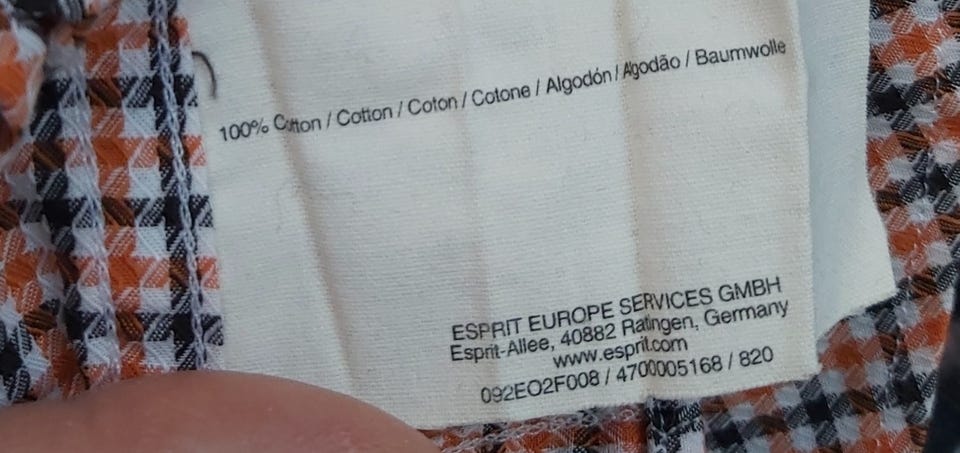 100% Cotton / Cotton / Coton / Cotone / Algodón / Algodão / Baumwolle
ESPRIT EUROPE SERVICES GMBH
Esprit-Allee, 40882 Ratingen, Germany
www.esprit.com
092EO2F008 / 4700005168 / 820